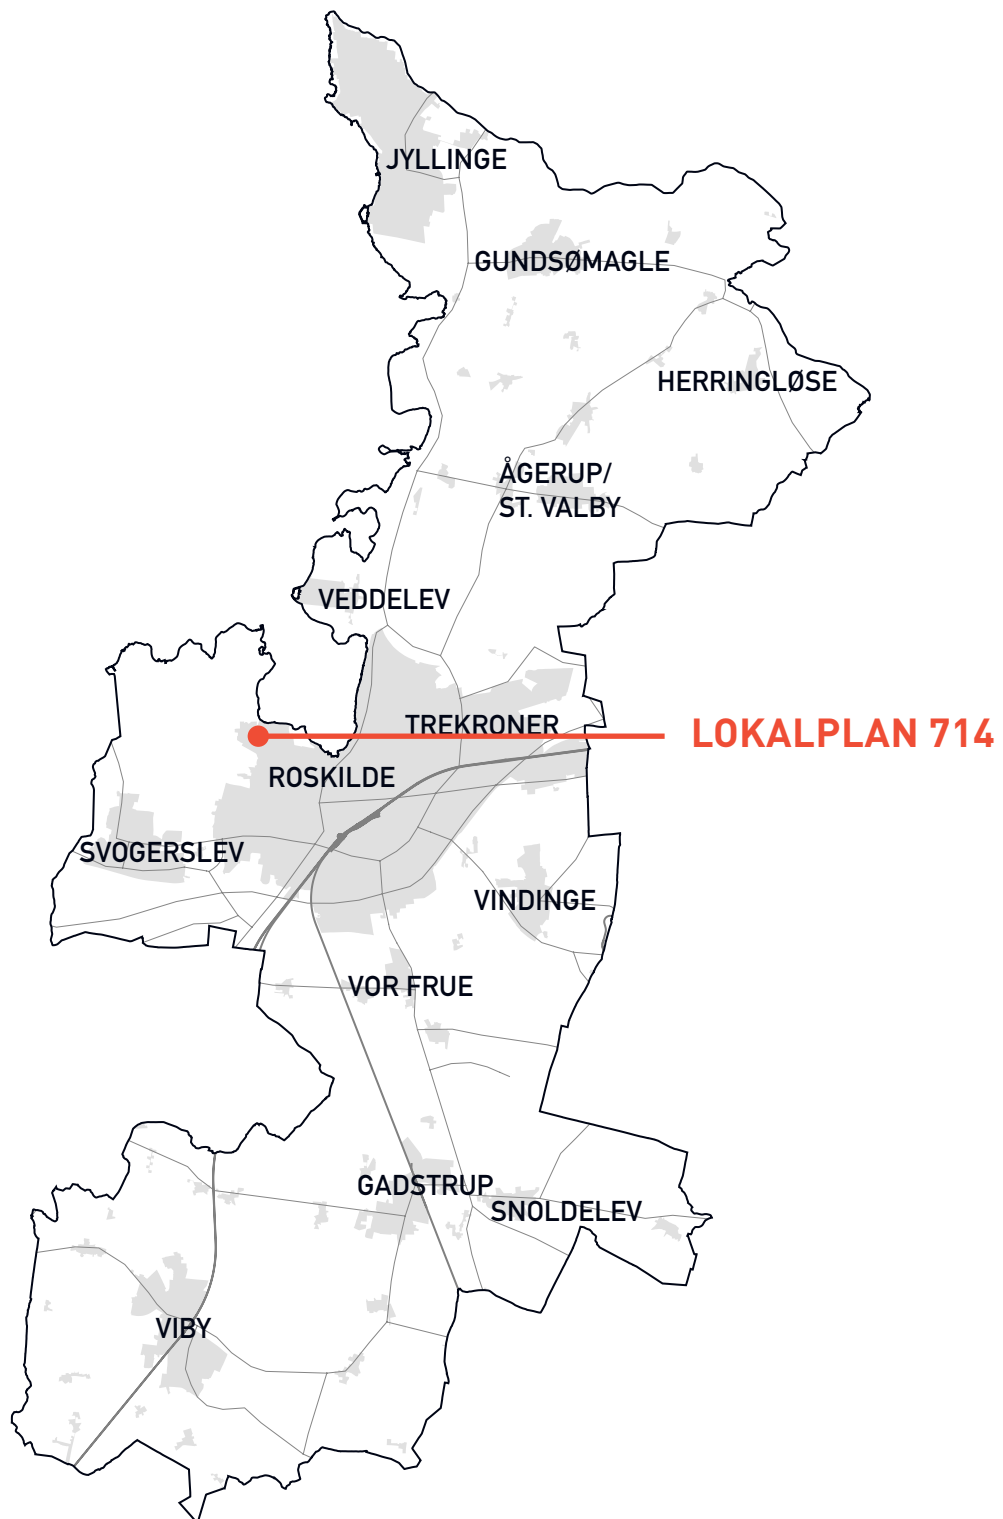 JYLLINGE
GUNDSØMAGLE
HERRINGLØSE
ÅGERUP/
ST. VALBY
VEDDELEV
TREKRONER
LOKALPLAN 714
ROSKILDE
SVOGERSLEV
VINDINGE
VOR FRUE
GADSTRUP
SNOLDELEV
VIBY